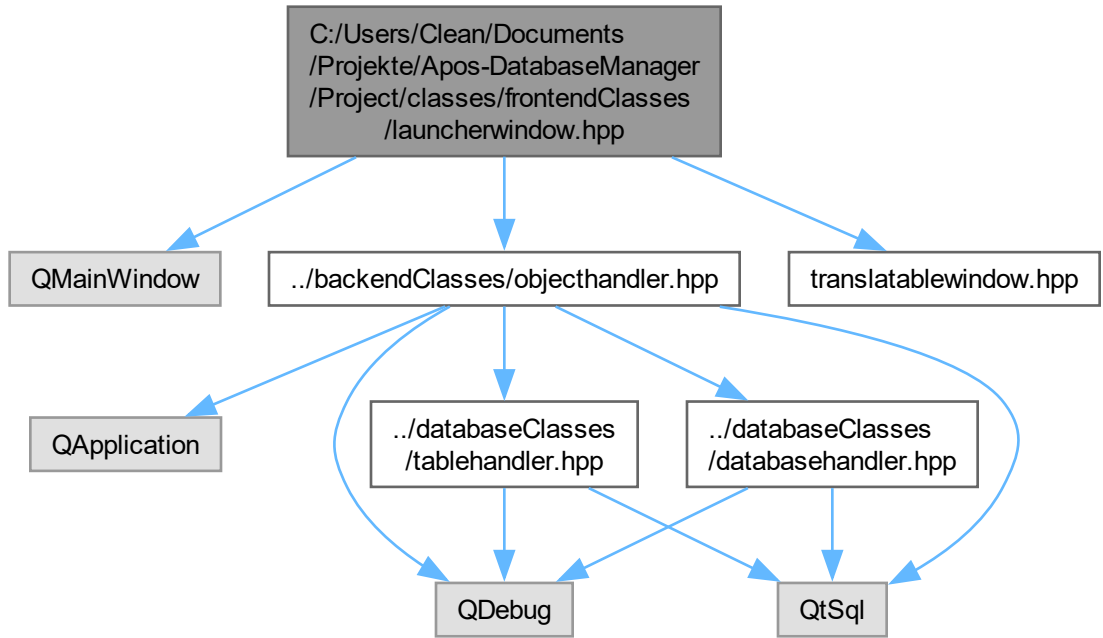 C:/Users/Clean/Documents
/Projekte/Apos-DatabaseManager
/Project/classes/frontendClasses
/launcherwindow.hpp
QMainWindow
../backendClasses/objecthandler.hpp
translatablewindow.hpp
QApplication
../databaseClasses
/tablehandler.hpp
../databaseClasses
/databasehandler.hpp
QDebug
QtSql